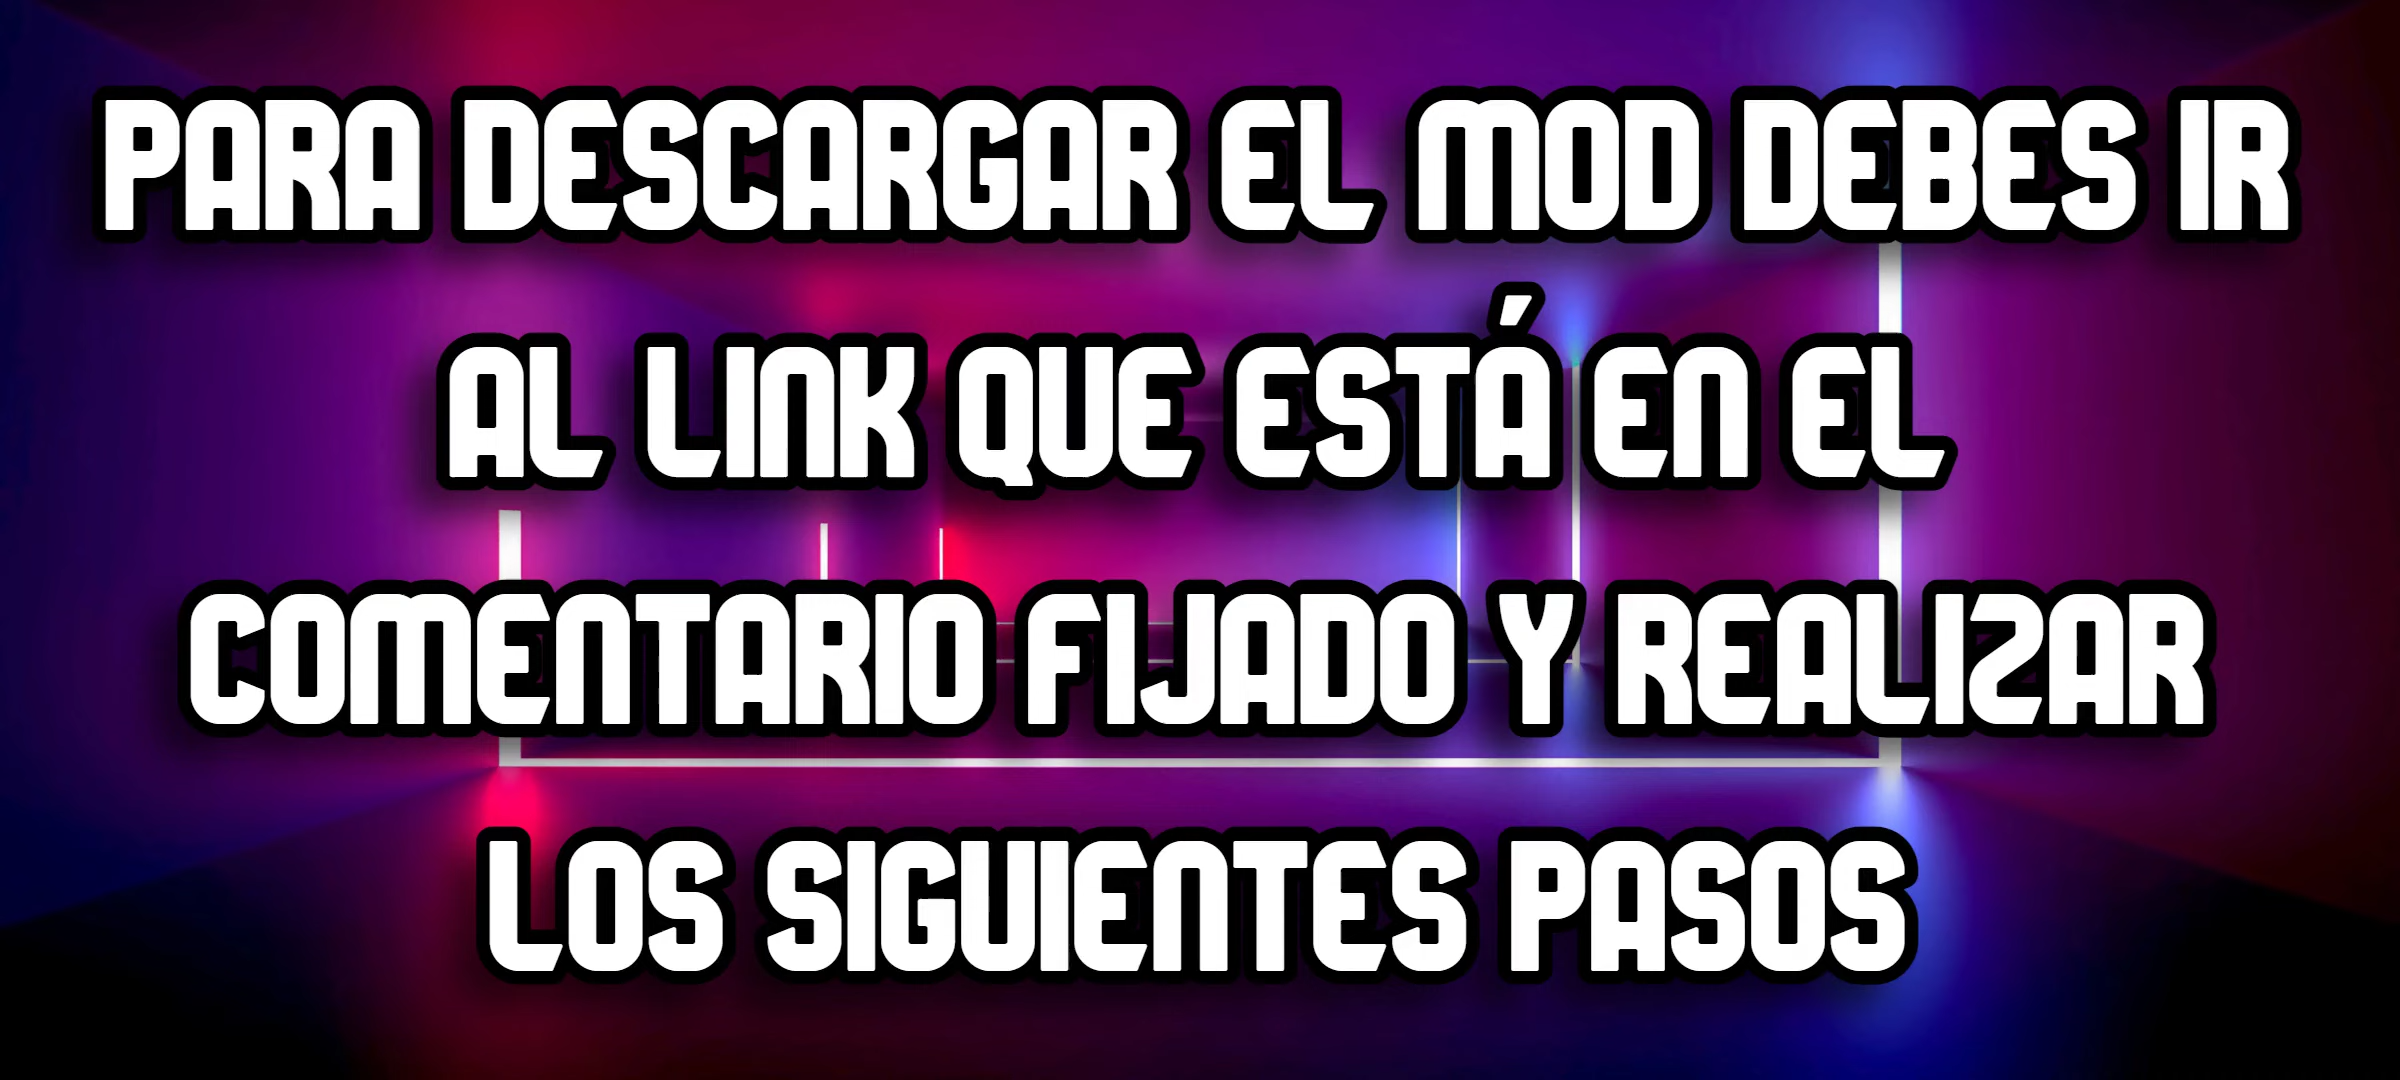 PARA DESCARGAR EL MOD DEBES IR
AL LINK QUE ESTÁ EN EL
COMENTARIO FIJADO Y REALIZAR
LOS SIGUIENTES PASOS